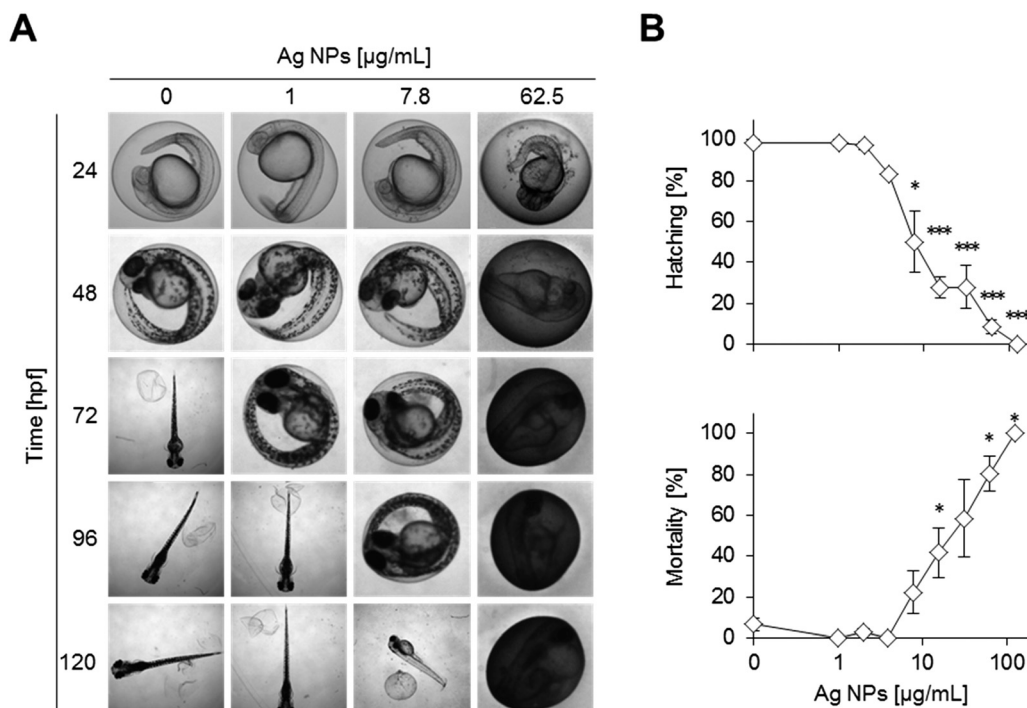 A
B
Ag NPs [µg/mL]
0 1 7.8 62.5
Time [hpf]
24
48
72
96
120
Hatching [%]
100
80
60
40
20
0
*
***
***
***
***
Mortality [%]
100
80
60
40
20
0
*
*
*
0 1 10 100
Ag NPs [µg/mL]